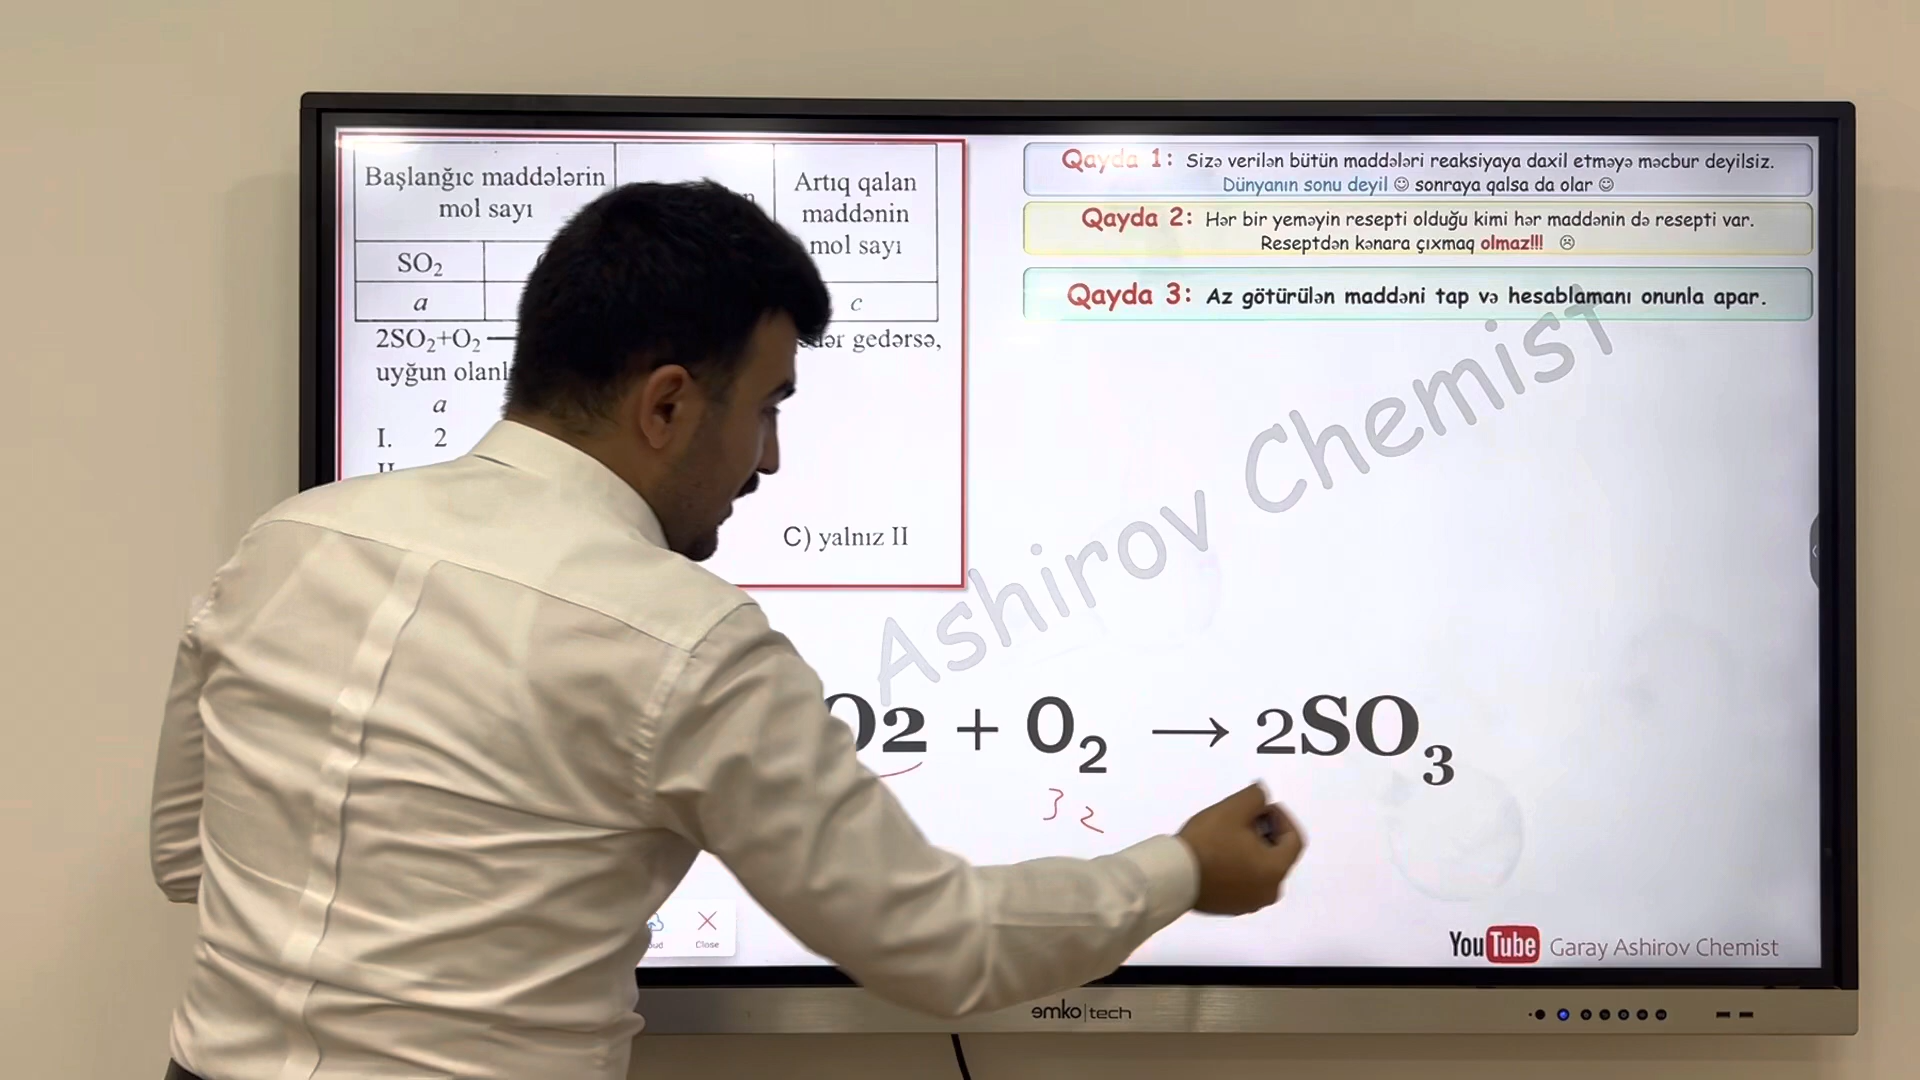 Başlanğıc maddələrin
mol sayı
Artıq qalan
maddənin
mol sayı
SO₂
a
c
2SO₂+O₂ → gedərsə,
a
I. 2
C) yalnız II
Qayda 1: Sizə verilən bütün maddələri reaksiyaya daxil etməyə məcbur deyilsiz.
Dünyanın sonu deyil ☺ sonraya qalsa da olar ☺
Qayda 2: Hər bir yeməyin resepti olduğu kimi hər maddənin də resepti var.
Reseptdən kənara çıxmaq olmaz!!! ☹
Qayda 3: Az götürülən maddəni tap və hesablamanı onunla apar.
Ashirov Chemist
O2 + O₂ → 2SO₃
32
Close
YouTube Garay Ashirov Chemist
emko|tech